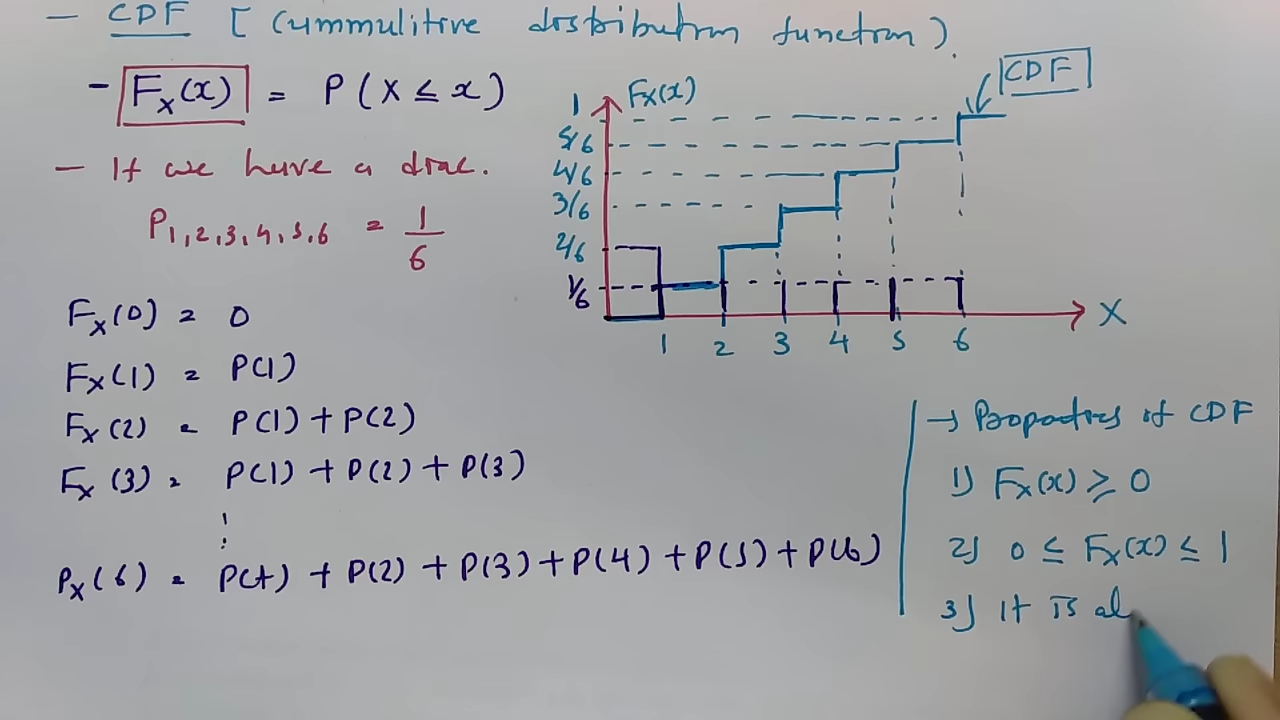 - CDF [ Cummulitive distribution function ).
- Fx(x) = P ( X ≤ x )
- If we have a dice.
P1,2,3,4,5,6 = 1/6
Fx(0) = 0
Fx(1) = P(1)
Fx(2) = P(1) + P(2)
Fx(3) = P(1) + P(2) + P(3)
Px(6) = P(1) + P(2) + P(3) + P(4) + P(5) + P(6)
CDF
Fx(x)
1
5/6
4/6
3/6
2/6
1/6
1 2 3 4 5 6
X
→ Properties of CDF
1) Fx(x) ≥ 0
2) 0 ≤ Fx(x) ≤ 1
3) It is al